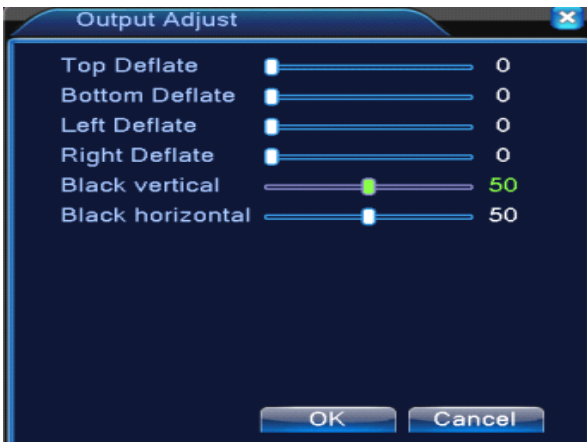 Output Adjust
Top Deflate 0
Bottom Deflate 0
Left Deflate 0
Right Deflate 0
Black vertical 50
Black horizontal 50
OK Cancel